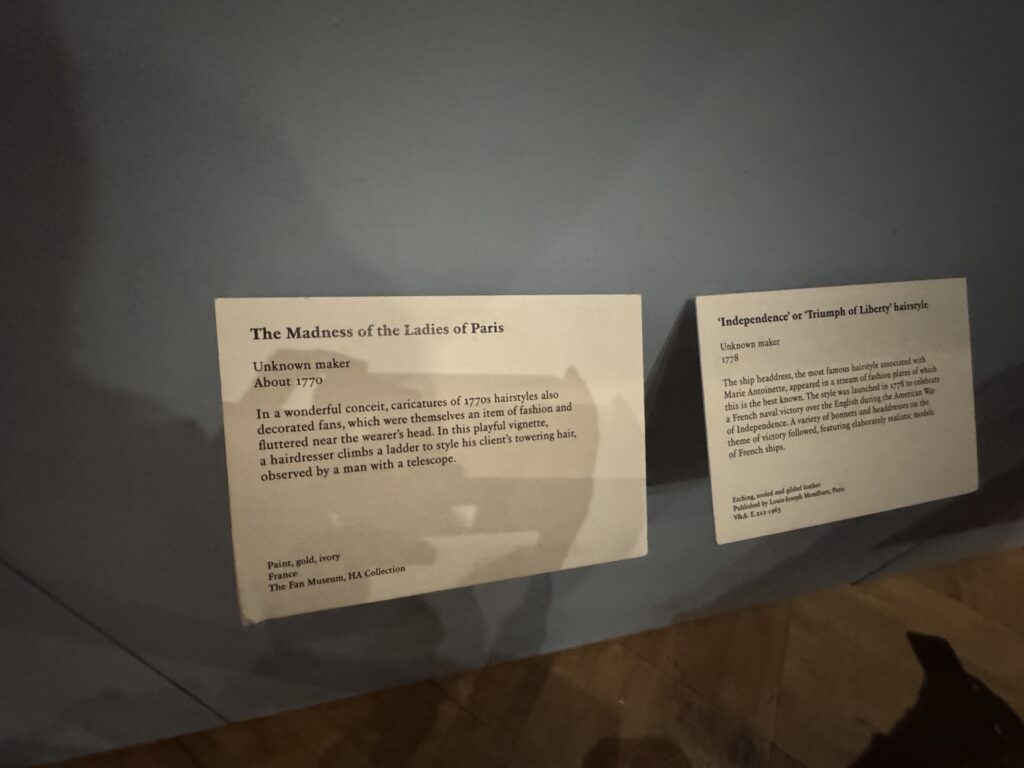 The Madness of the Ladies of Paris
Unknown maker
About 1770
In a wonderful conceit, caricatures of 1770s hairstyles also
decorated fans, which were themselves an item of fashion and
fluttered near the wearer's head. In this playful vignette,
a hairdresser climbs a ladder to style his client's towering hair,
observed by a man with a telescope.
Paint, gold, ivory
France
The Fan Museum, HA Collection
'Independence' or 'Triumph of Liberty' hairstyle
Unknown maker
1778
The ship headdress, the most famous hairstyle associated with
Marie Antoinette, appeared in a stream of fashion plates of which
this is the best known. The style was launched in 1778 to celebrate
a French naval victory over the English during the American War
of Independence. A variety of bonnets and headdresses on the
theme of victory followed, featuring elaborately realistic models
of French ships.
Etching, tooled and gilded leather
Published by Louis-Joseph Mondhare, Paris
V&A: E.212-1965